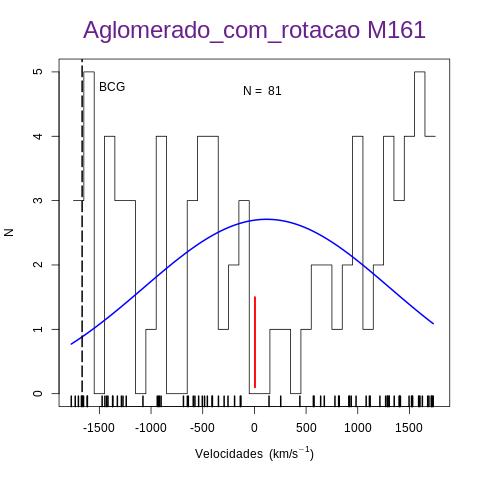 Aglomerado_com_rotacao M161
BCG
N = 81
N
5
4
3
2
1
0
-1500 -1000 -500 0 500 1000 1500
Velocidades (km/s⁻¹)